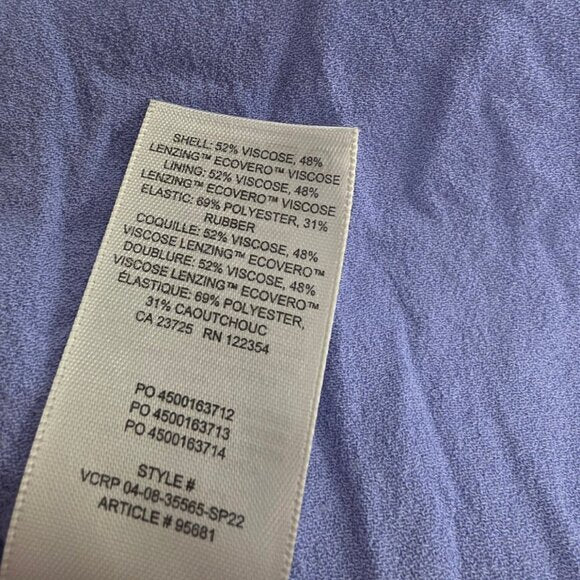 SHELL: 52% VISCOSE, 48%
LENZING™ ECOVERO™ VISCOSE
LINING: 52% VISCOSE, 48%
LENZING™ ECOVERO™ VISCOSE
ELASTIC: 69% POLYESTER, 31%
RUBBER
COQUILLE: 52% VISCOSE, 48%
VISCOSE LENZING™ ECOVERO™
DOUBLURE: 52% VISCOSE, 48%
VISCOSE LENZING™ ECOVERO™
ÉLASTIQUE: 69% POLYESTER,
31% CAOUTCHOUC
CA 23725 RN 122354
PO 4500163712
PO 4500163713
PO 4500163714
STYLE #
VCRP 04-08-35565-SP22
ARTICLE # 95681